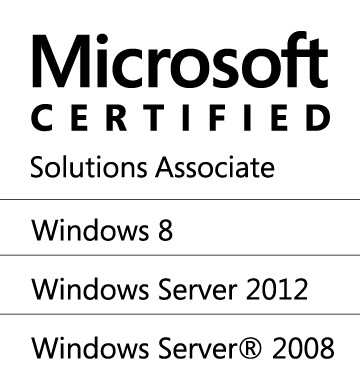 Microsoft
CERTIFIED
Solutions Associate
Windows 8
Windows Server 2012
Windows Server® 2008